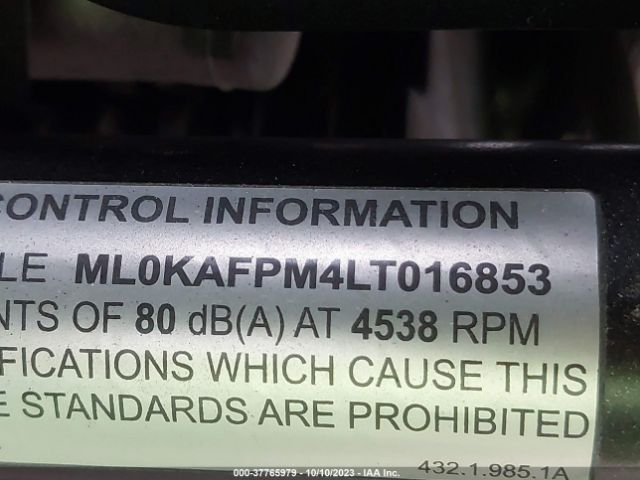 CONTROL INFORMATION
LE ML0KAFPM4LT016853
NTS OF 80 dB(A) AT 4538 RPM
FICATIONS WHICH CAUSE THIS
E STANDARDS ARE PROHIBITED
432.1.985.1A
000-37765979 - 10/10/2023 - IAA Inc.